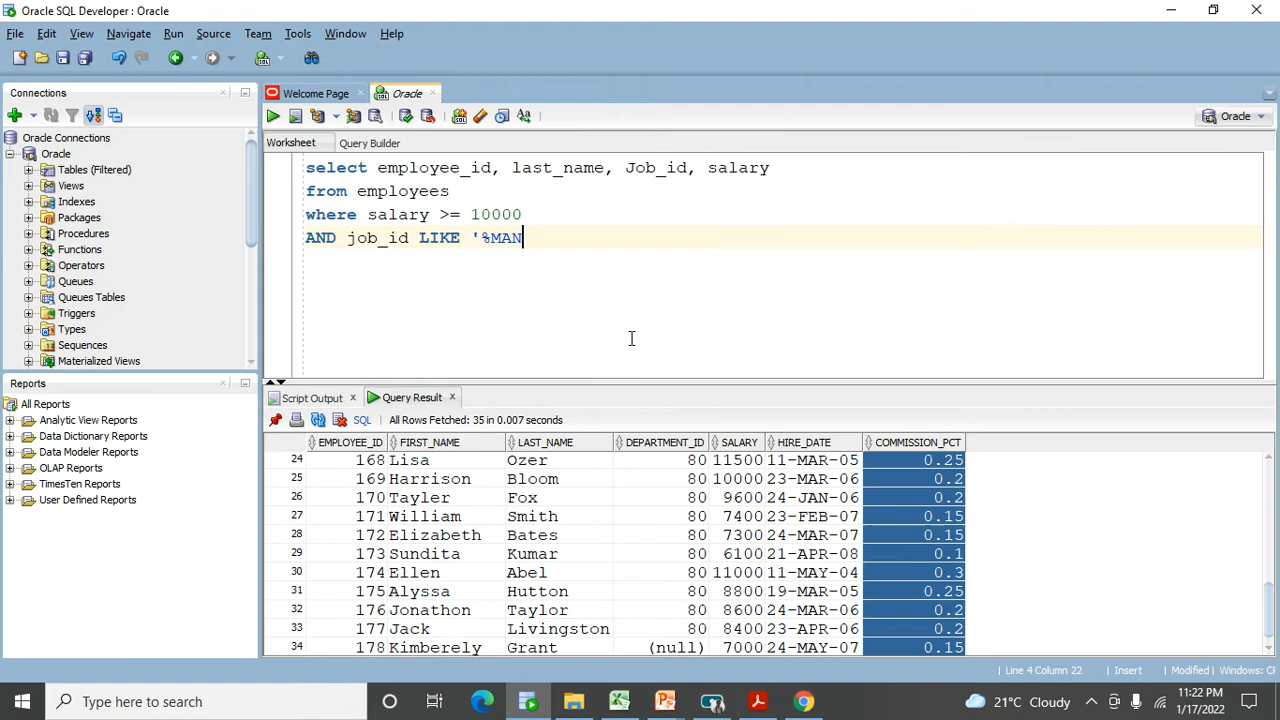 Oracle SQL Developer : Oracle
File Edit View Navigate Run Source Team Tools Window Help
Connections
Oracle Connections
Oracle
Tables (Filtered)
Views
Indexes
Packages
Procedures
Functions
Operators
Queues
Queues Tables
Triggers
Types
Sequences
Materialized Views
Reports
All Reports
Analytic View Reports
Data Dictionary Reports
Data Modeler Reports
OLAP Reports
TimesTen Reports
User Defined Reports
Welcome Page Oracle
Oracle
Worksheet Query Builder
select employee_id, last_name, Job_id, salary
from employees
where salary >= 10000
AND job_id LIKE '%MAN
Script Output Query Result
SQL All Rows Fetched: 35 in 0.007 seconds
EMPLOYEE_ID FIRST_NAME LAST_NAME DEPARTMENT_ID SALARY HIRE_DATE COMMISSION_PCT
24 168 Lisa Ozer 80 11500 11-MAR-05 0.25
25 169 Harrison Bloom 80 10000 23-MAR-06 0.2
26 170 Tayler Fox 80 9600 24-JAN-06 0.2
27 171 William Smith 80 7400 23-FEB-07 0.15
28 172 Elizabeth Bates 80 7300 24-MAR-07 0.15
29 173 Sundita Kumar 80 6100 21-APR-08 0.1
30 174 Ellen Abel 80 11000 11-MAY-04 0.3
31 175 Alyssa Hutton 80 8800 19-MAR-05 0.25
32 176 Jonathon Taylor 80 8600 24-MAR-06 0.2
33 177 Jack Livingston 80 8400 23-APR-06 0.2
34 178 Kimberely Grant (null) 7000 24-MAY-07 0.15
Line 4 Column 22 Insert Modified Windows: CF
Type here to search
21°C Cloudy
11:22 PM
1/17/2022